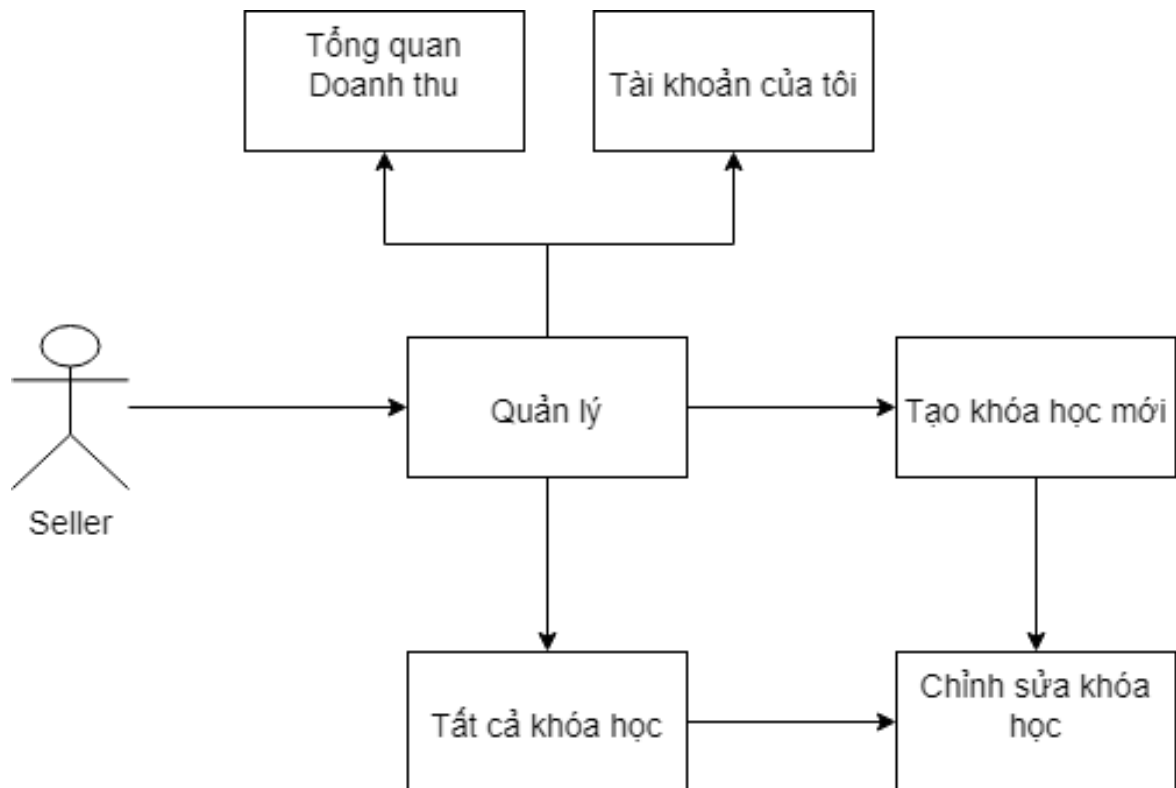 Tổng quan
Doanh thu
Tài khoản của tôi
Quản lý
Tạo khóa học mới
Seller
Tất cả khóa học
Chỉnh sửa khóa
học